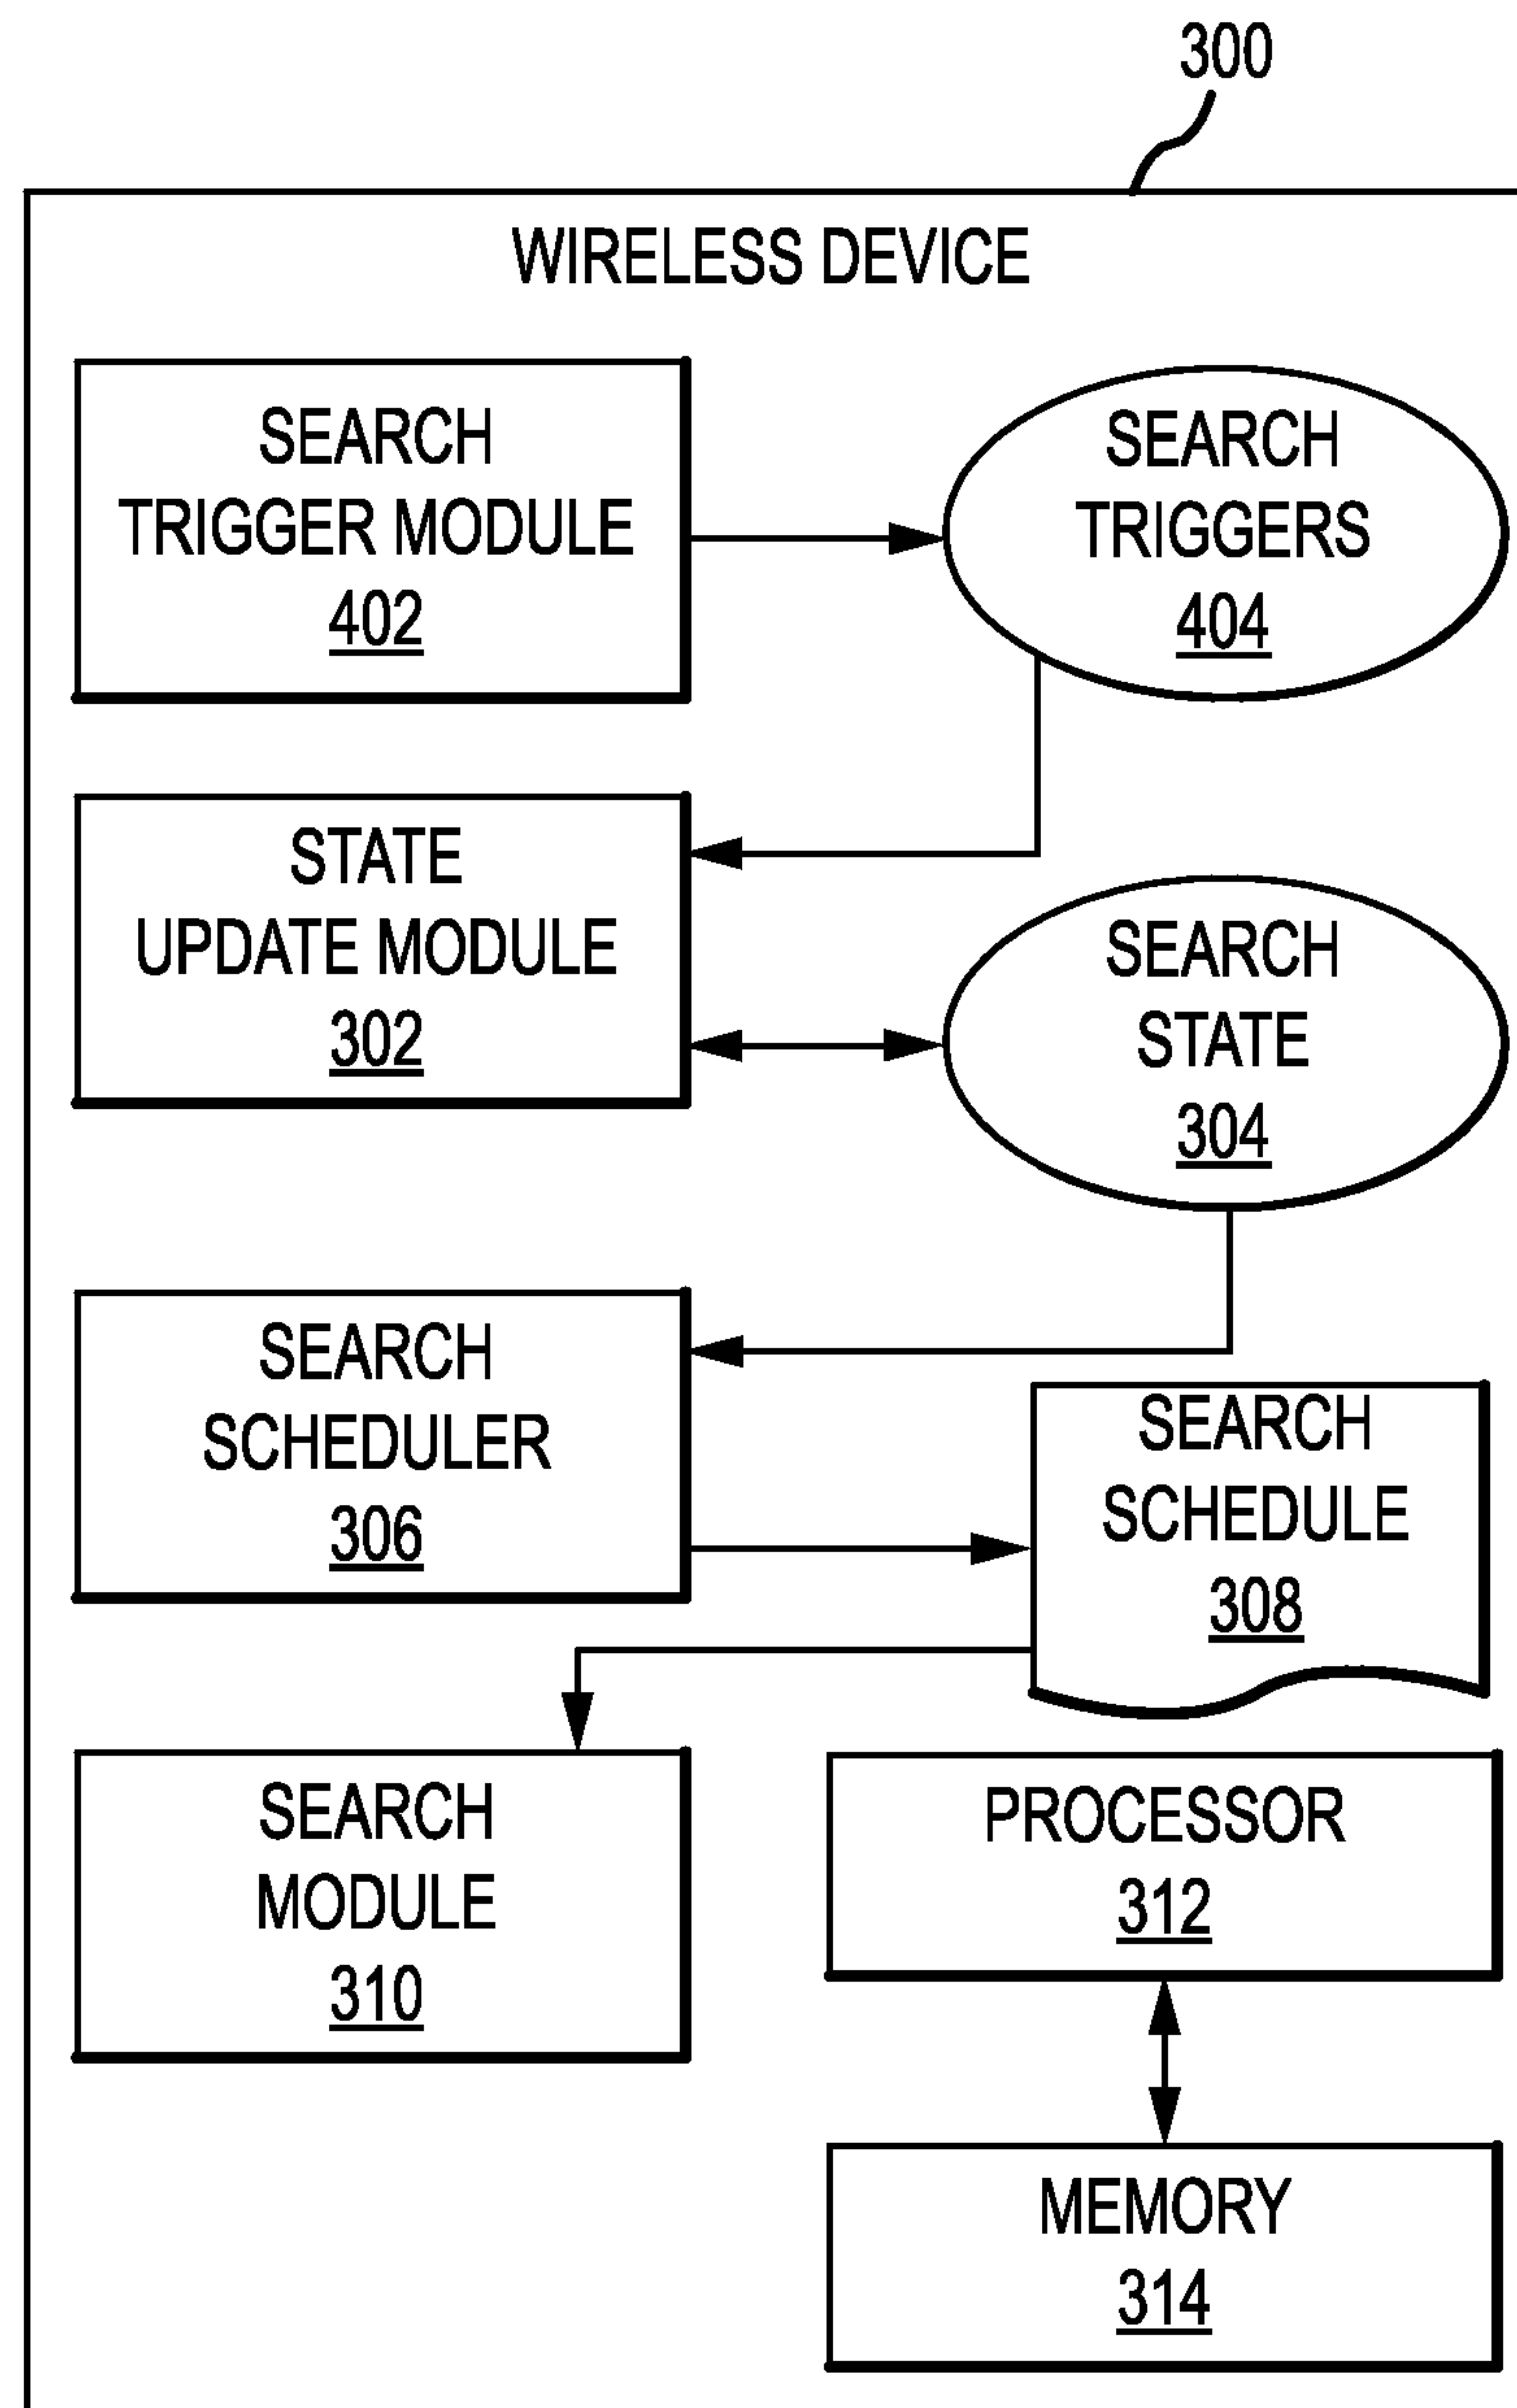 300
WIRELESS DEVICE
SEARCH
TRIGGER MODULE
402
SEARCH
TRIGGERS
404
STATE
UPDATE MODULE
302
SEARCH
STATE
304
SEARCH
SCHEDULER
306
SEARCH
SCHEDULE
308
SEARCH
MODULE
310
PROCESSOR
312
MEMORY
314